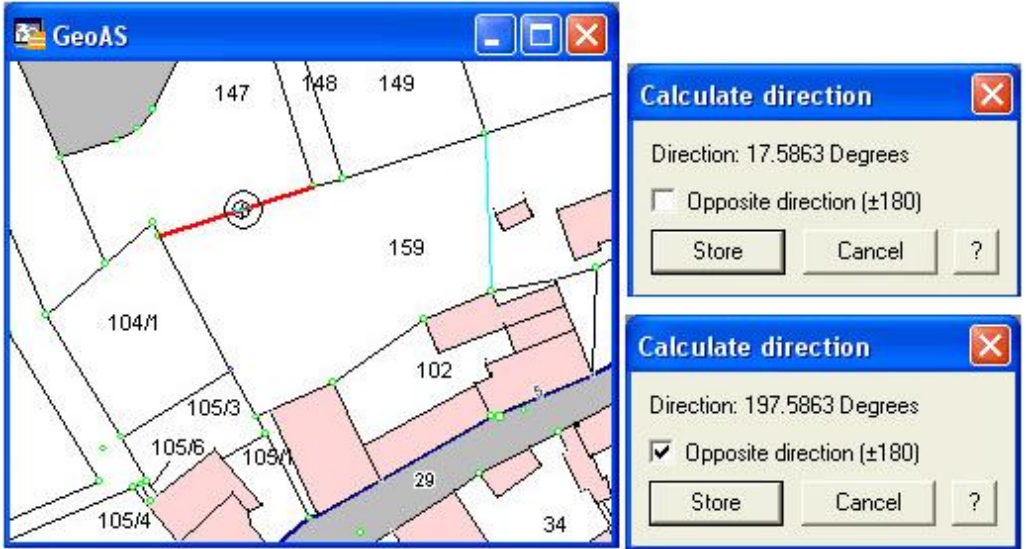 GeoAS
147
148
149
159
104/1
102
105/3
5
105/6
105/1
29
105/4
34
Calculate direction
Direction: 17.5863 Degrees
Opposite direction (±180)
Store
Cancel
?
Calculate direction
Direction: 197.5863 Degrees
Opposite direction (±180)
Store
Cancel
?